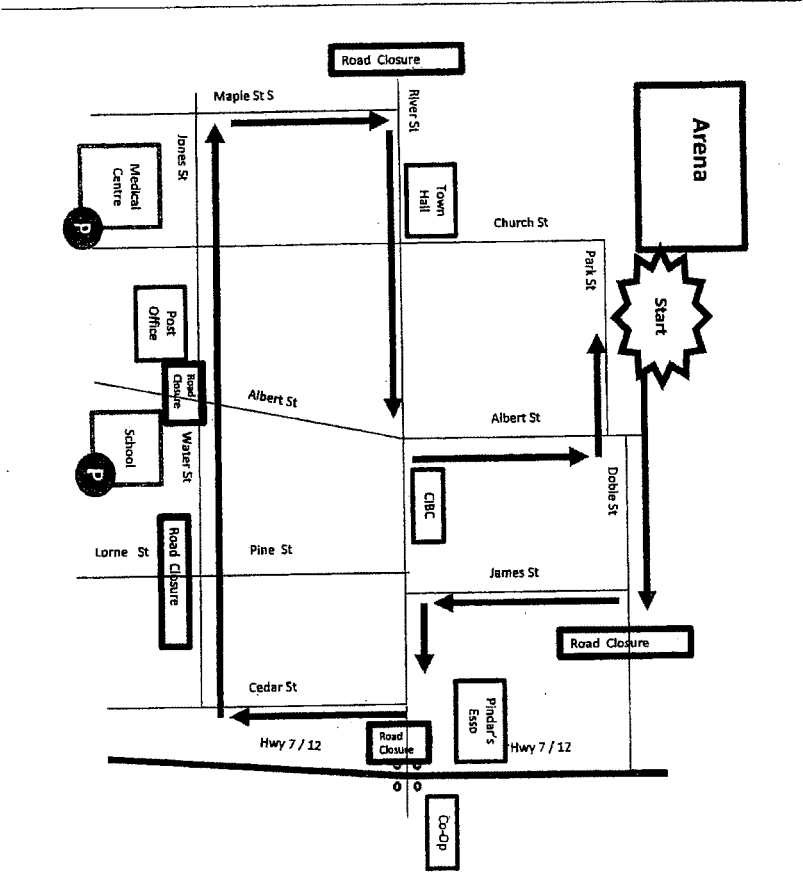 Road Closure
Maple St S
River St
Arena
Jones St
Medical
Centre
P
Town
Hall
Church St
Park St
Start
Post
Office
Road
Closure
Albert St
Albert St
School
P
Water St
CIBC
Doble St
Lorne St
Road Closure
Pine St
James St
Road Closure
Cedar St
Pindar's
Esso
Road
Closure
Hwy 7 / 12
Hwy 7 / 12
Co-Op